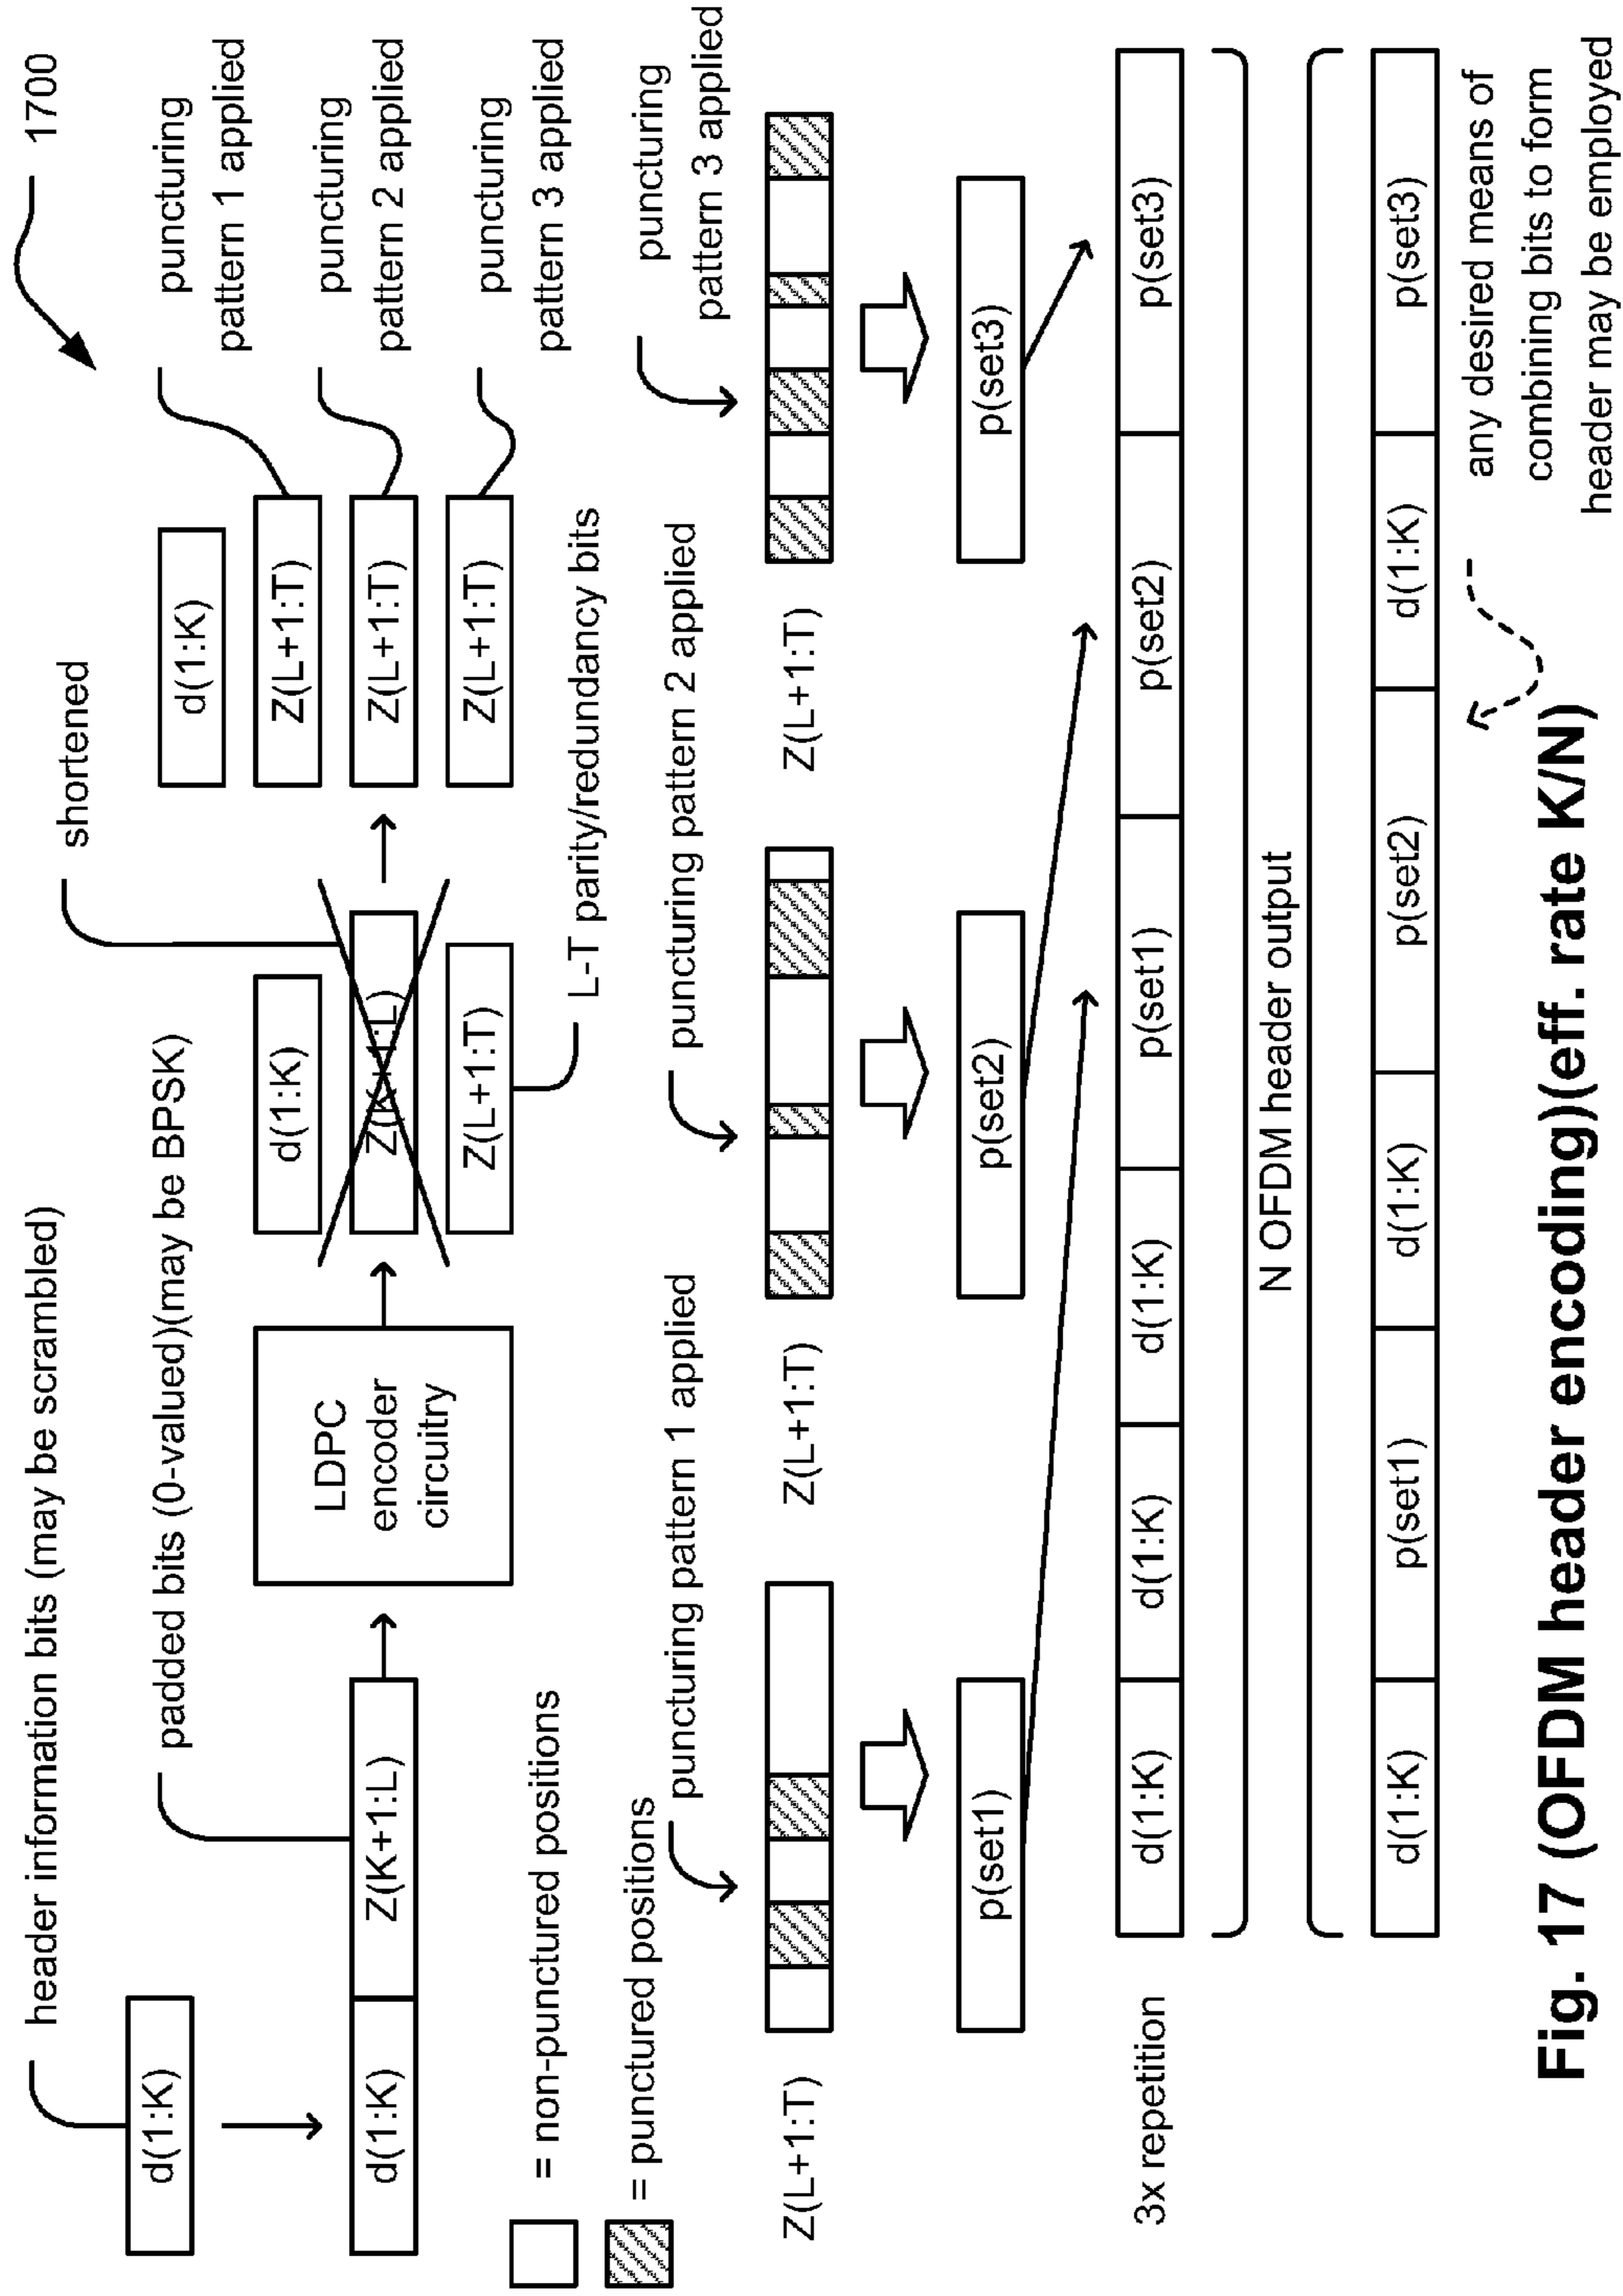 1700
header information bits (may be scrambled)
d(1:K)
padded bits (0-valued)(may be BPSK)
d(1:K)
Z(K+1:L)
LDPC
encoder
circuitry
shortened
d(1:K)
Z(L+1:T)
L-T parity/redundancy bits
d(1:K)
Z(L+1:T)
Z(L+1:T)
Z(L+1:T)
puncturing
pattern 1 applied
puncturing
pattern 2 applied
puncturing
pattern 3 applied
= non-punctured positions
= punctured positions
puncturing pattern 1 applied
Z(L+1:T)
puncturing pattern 2 applied
Z(L+1:T)
puncturing
pattern 3 applied
Z(L+1:T)
p(set1)
p(set2)
p(set3)
3x repetition
d(1:K)
d(1:K)
d(1:K)
p(set1)
p(set2)
p(set3)
N OFDM header output
d(1:K)
p(set1)
d(1:K)
p(set2)
d(1:K)
p(set3)
any desired means of
combining bits to form
header may be employed
Fig. 17 (OFDM header encoding)(eff. rate K/N)